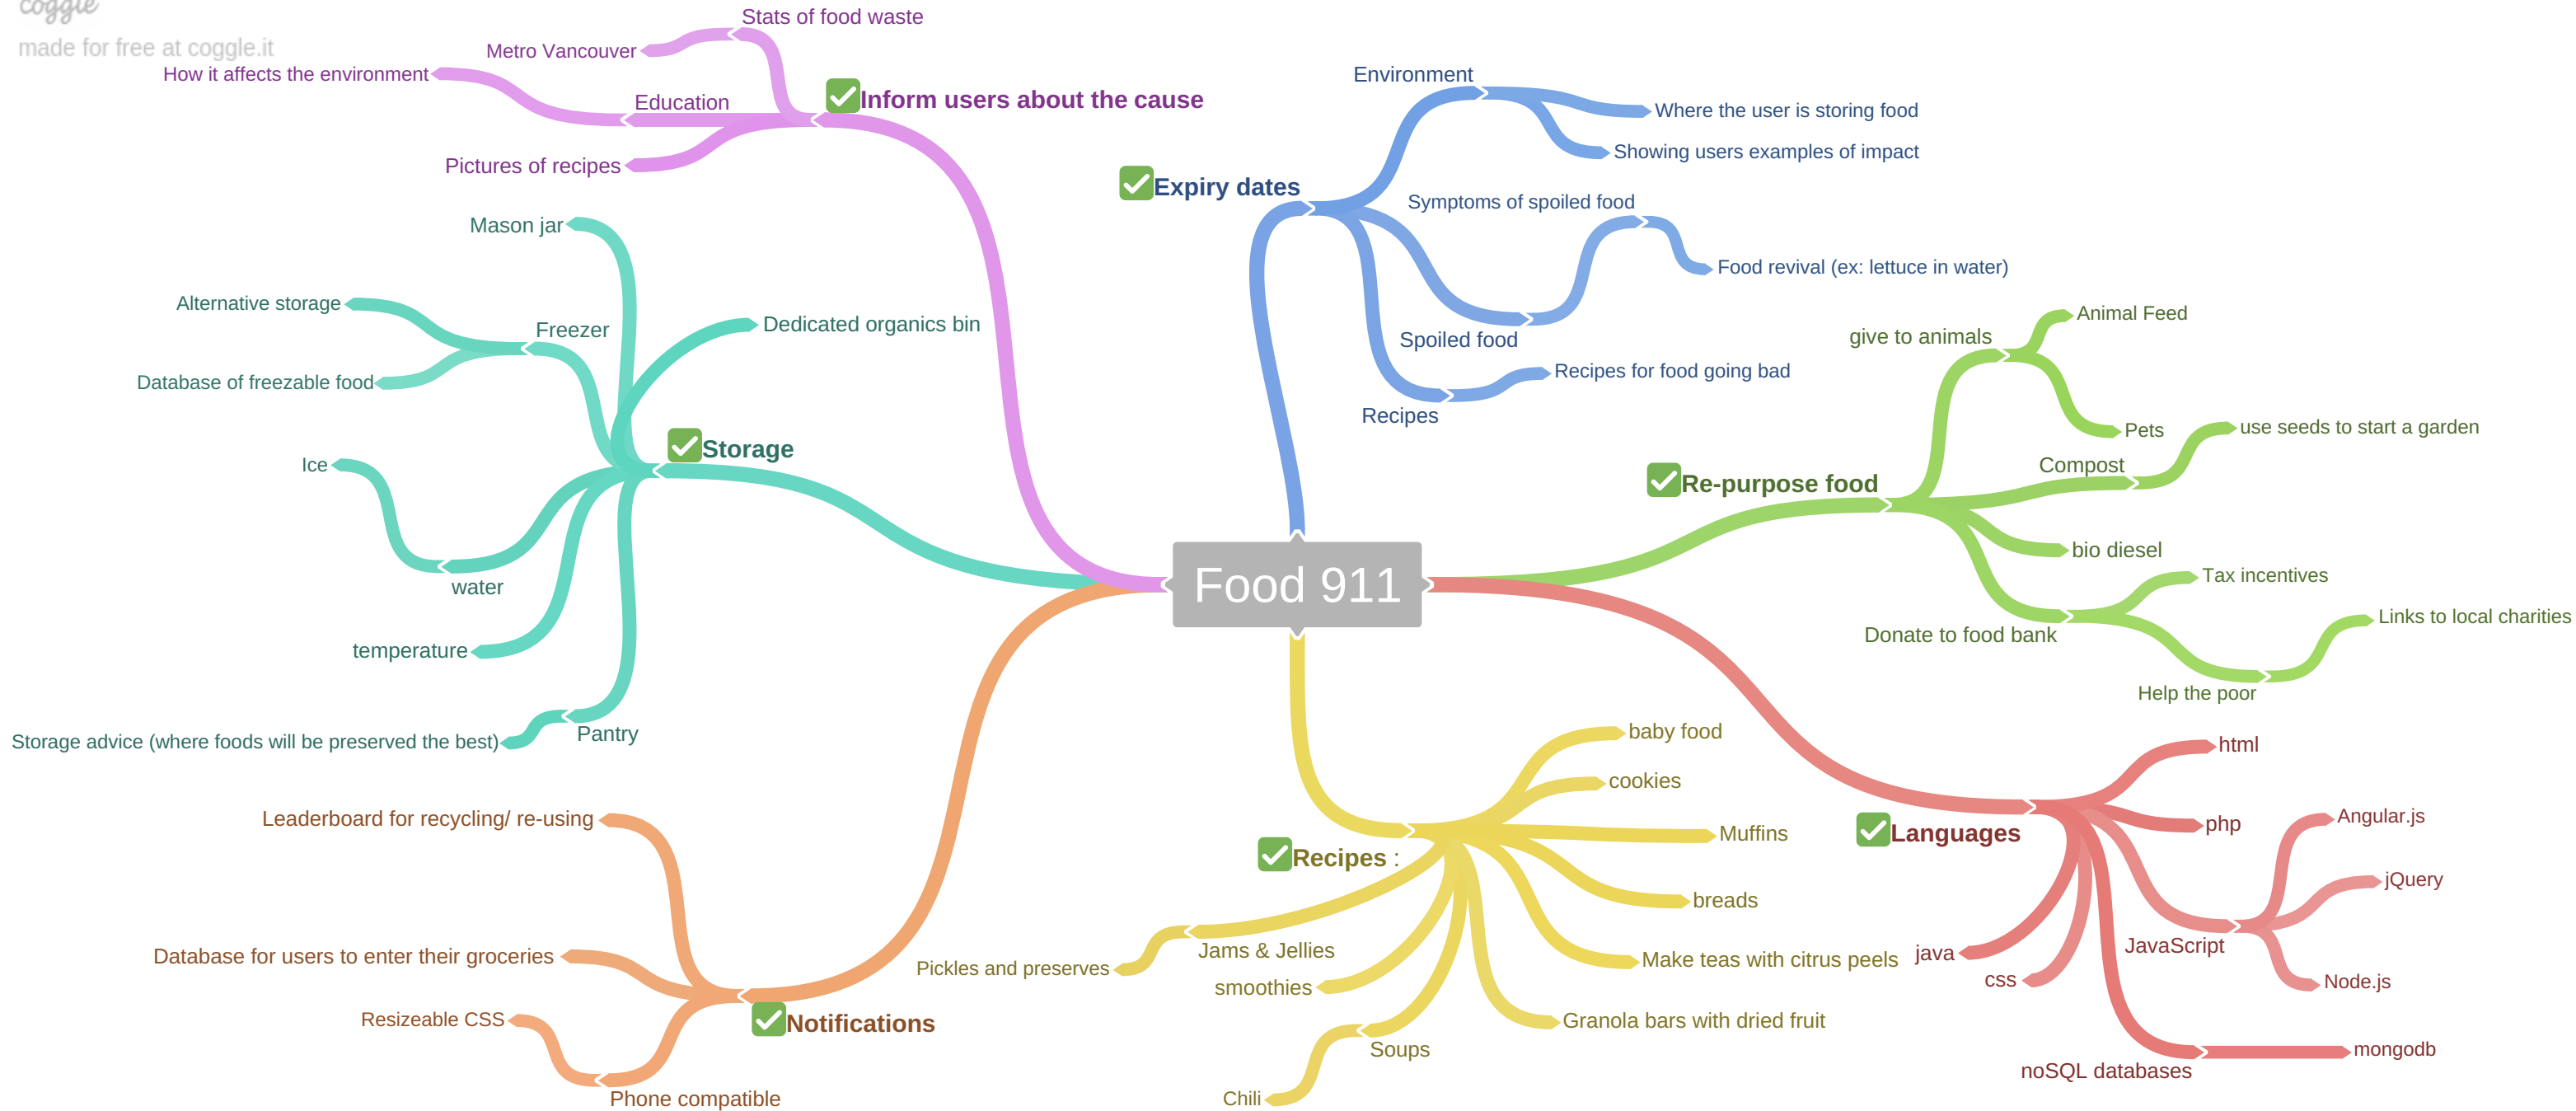 coggle
made for free at coggle.it
Stats of food waste
Metro Vancouver
How it affects the environment
Education
Inform users about the cause
Pictures of recipes
Mason jar
Alternative storage
Freezer
Dedicated organics bin
Database of freezable food
Storage
Ice
water
temperature
Pantry
Storage advice (where foods will be preserved the best)
Leaderboard for recycling/ re-using
Database for users to enter their groceries
Resizeable CSS
Notifications
Phone compatible
Food 911
Environment
Where the user is storing food
Showing users examples of impact
Expiry dates
Symptoms of spoiled food
Food revival (ex: lettuce in water)
Spoiled food
Recipes for food going bad
Recipes
Animal Feed
give to animals
Pets
use seeds to start a garden
Compost
Re-purpose food
bio diesel
Tax incentives
Links to local charities
Donate to food bank
Help the poor
baby food
cookies
Muffins
Recipes :
breads
Jams & Jellies
Pickles and preserves
Make teas with citrus peels
smoothies
Granola bars with dried fruit
Soups
Chili
html
Angular.js
php
Languages
jQuery
JavaScript
java
css
Node.js
mongodb
noSQL databases